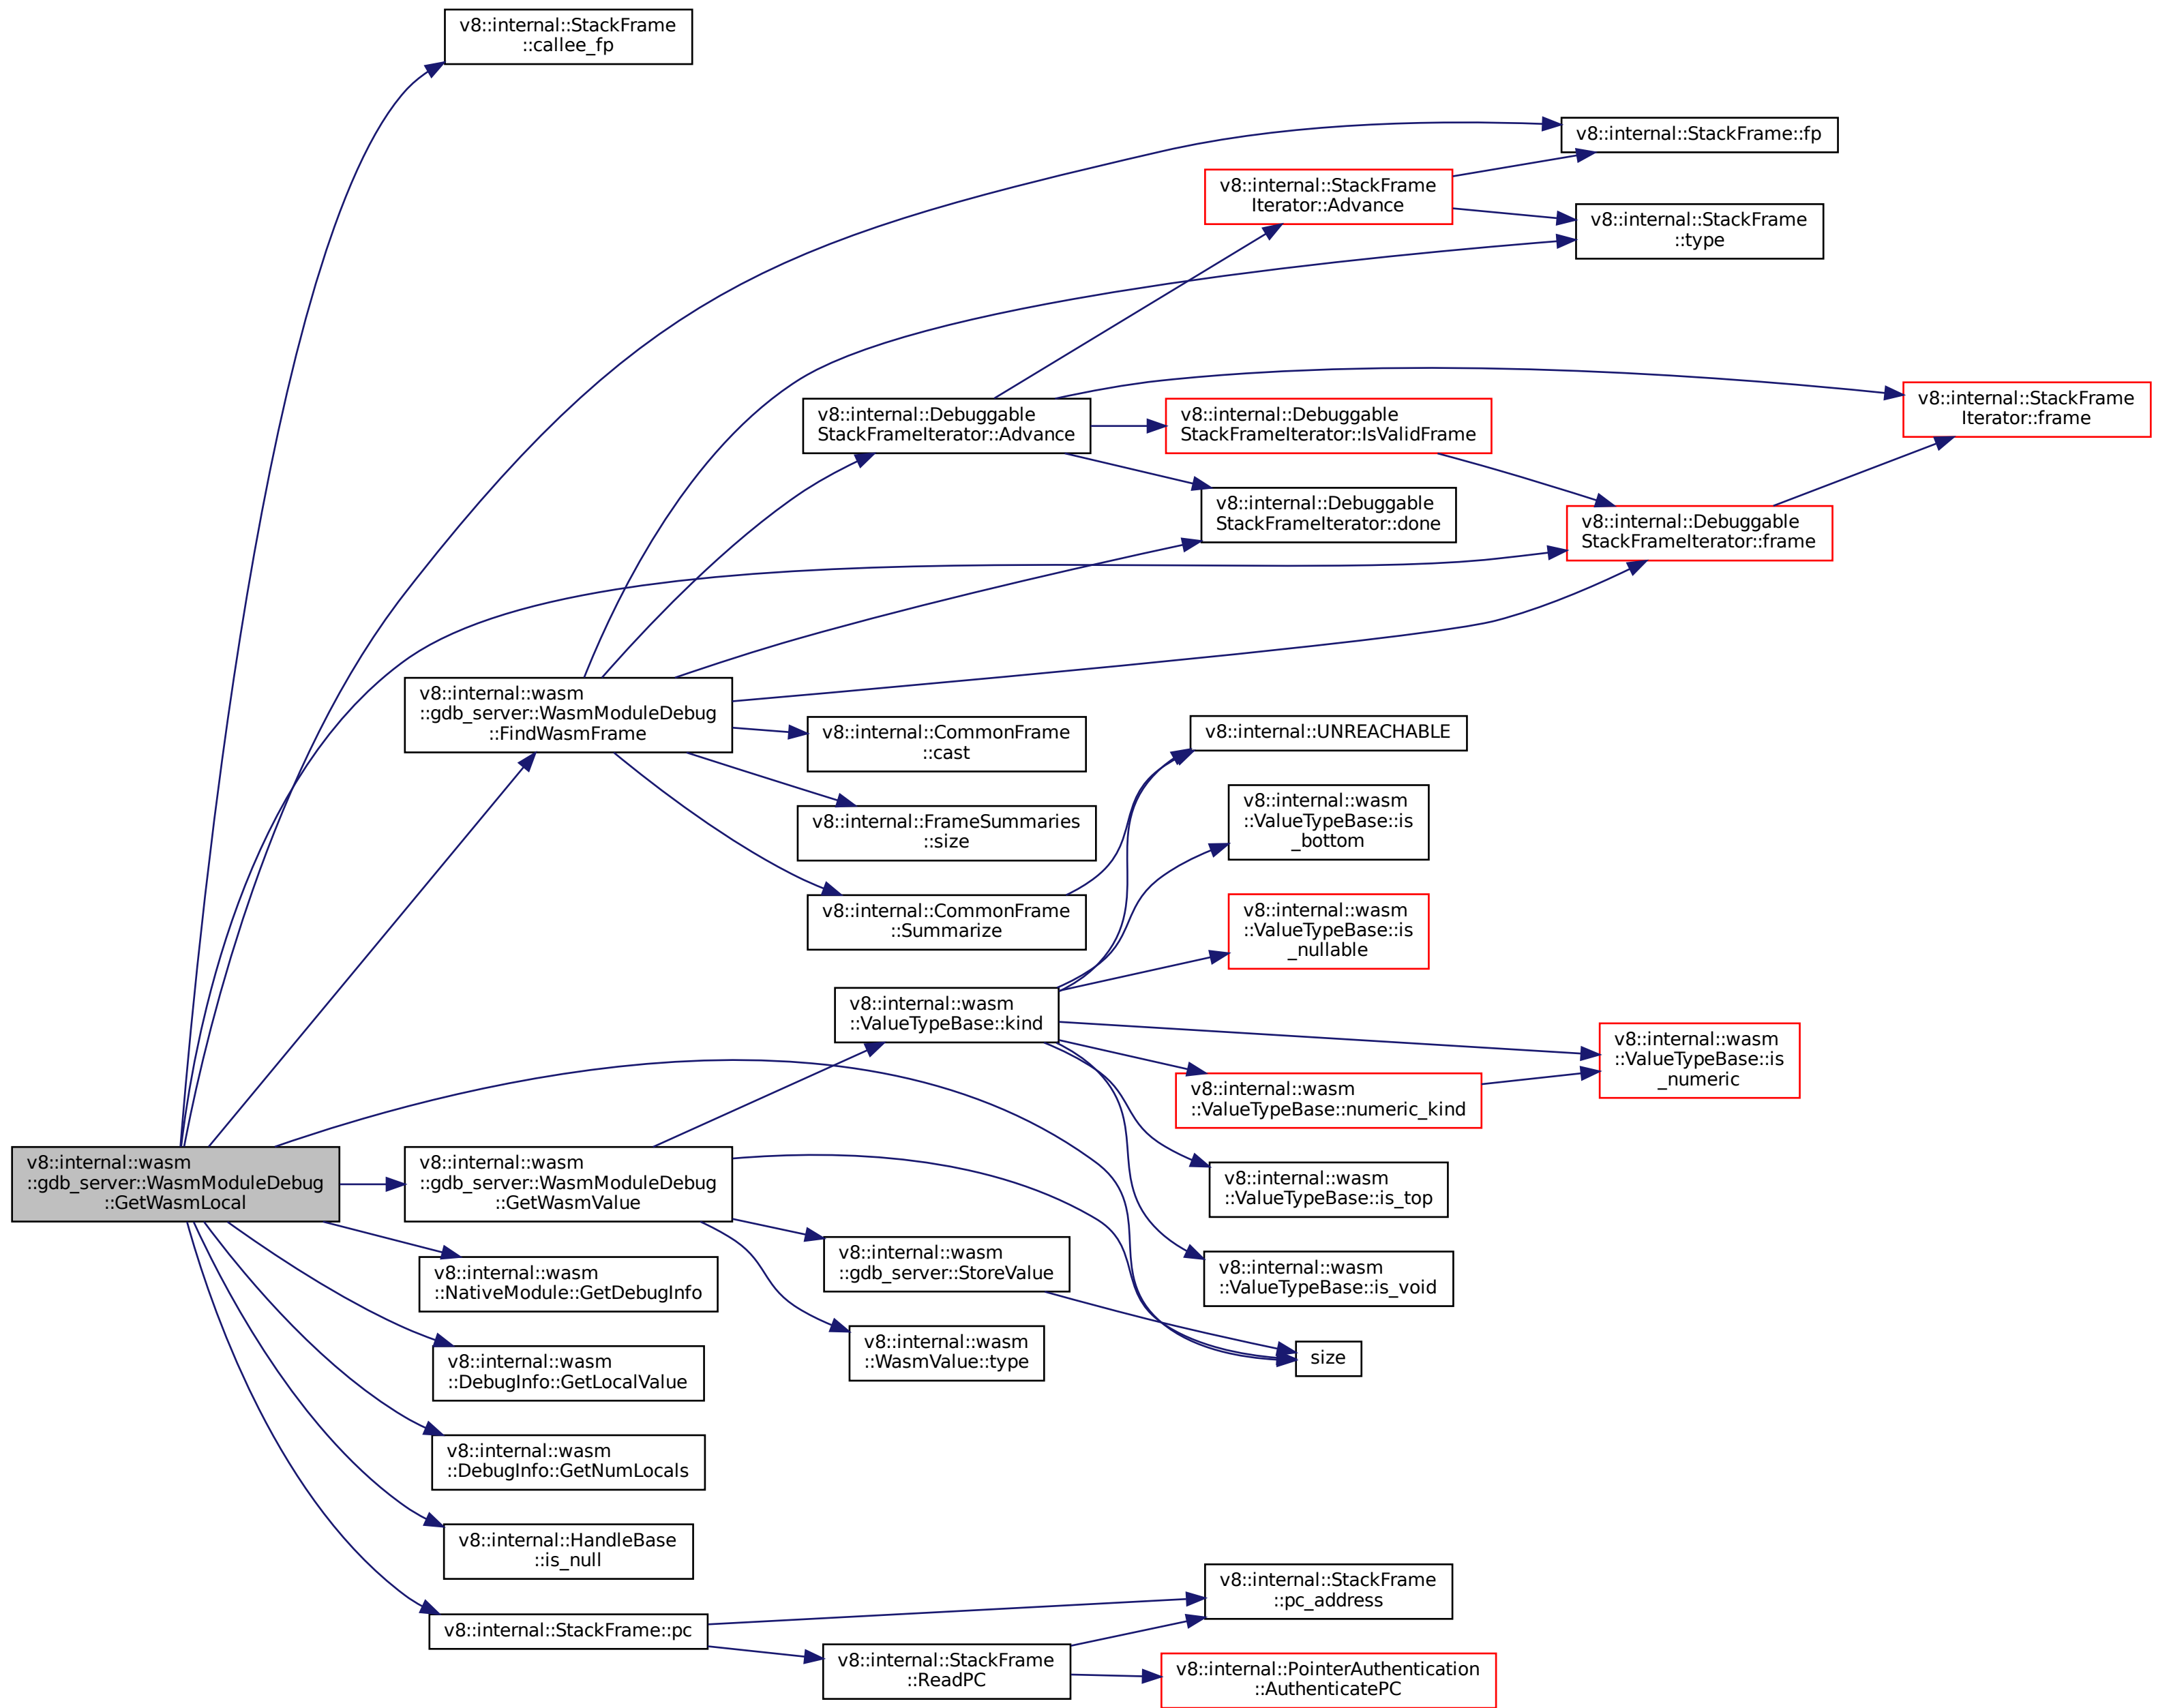 v8::internal::StackFrame
::callee_fp
v8::internal::StackFrame::fp
v8::internal::StackFrame
Iterator::Advance
v8::internal::StackFrame
::type
v8::internal::Debuggable
StackFrameIterator::Advance
v8::internal::Debuggable
StackFrameIterator::IsValidFrame
v8::internal::StackFrame
Iterator::frame
v8::internal::Debuggable
StackFrameIterator::done
v8::internal::Debuggable
StackFrameIterator::frame
v8::internal::wasm
::gdb_server::WasmModuleDebug
::FindWasmFrame
v8::internal::CommonFrame
::cast
v8::internal::UNREACHABLE
v8::internal::FrameSummaries
::size
v8::internal::wasm
::ValueTypeBase::is
_bottom
v8::internal::CommonFrame
::Summarize
v8::internal::wasm
::ValueTypeBase::is
_nullable
v8::internal::wasm
::ValueTypeBase::kind
v8::internal::wasm
::ValueTypeBase::is
_numeric
v8::internal::wasm
::ValueTypeBase::numeric_kind
v8::internal::wasm
::gdb_server::WasmModuleDebug
::GetWasmLocal
v8::internal::wasm
::gdb_server::WasmModuleDebug
::GetWasmValue
v8::internal::wasm
::ValueTypeBase::is_top
v8::internal::wasm
::gdb_server::StoreValue
v8::internal::wasm
::ValueTypeBase::is_void
v8::internal::wasm
::NativeModule::GetDebugInfo
v8::internal::wasm
::WasmValue::type
size
v8::internal::wasm
::DebugInfo::GetLocalValue
v8::internal::wasm
::DebugInfo::GetNumLocals
v8::internal::HandleBase
::is_null
v8::internal::StackFrame
::pc_address
v8::internal::StackFrame::pc
v8::internal::StackFrame
::ReadPC
v8::internal::PointerAuthentication
::AuthenticatePC